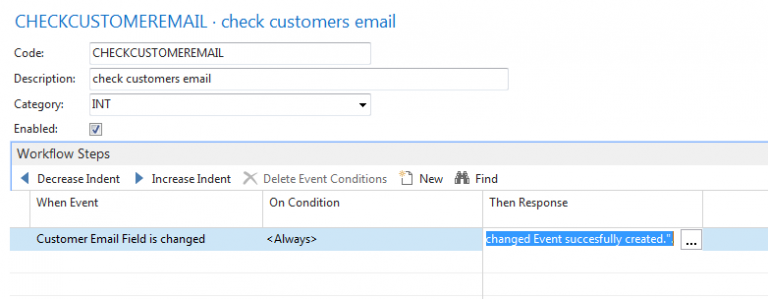 CHECKCUSTOMEREMAIL · check customers email
Code: CHECKCUSTOMEREMAIL
Description: check customers email
Category: INT
Enabled:
Workflow Steps
Decrease Indent Increase Indent Delete Event Conditions New Find
When Event On Condition Then Response
Customer Email Field is changed <Always> changed Event succesfully created.". ...